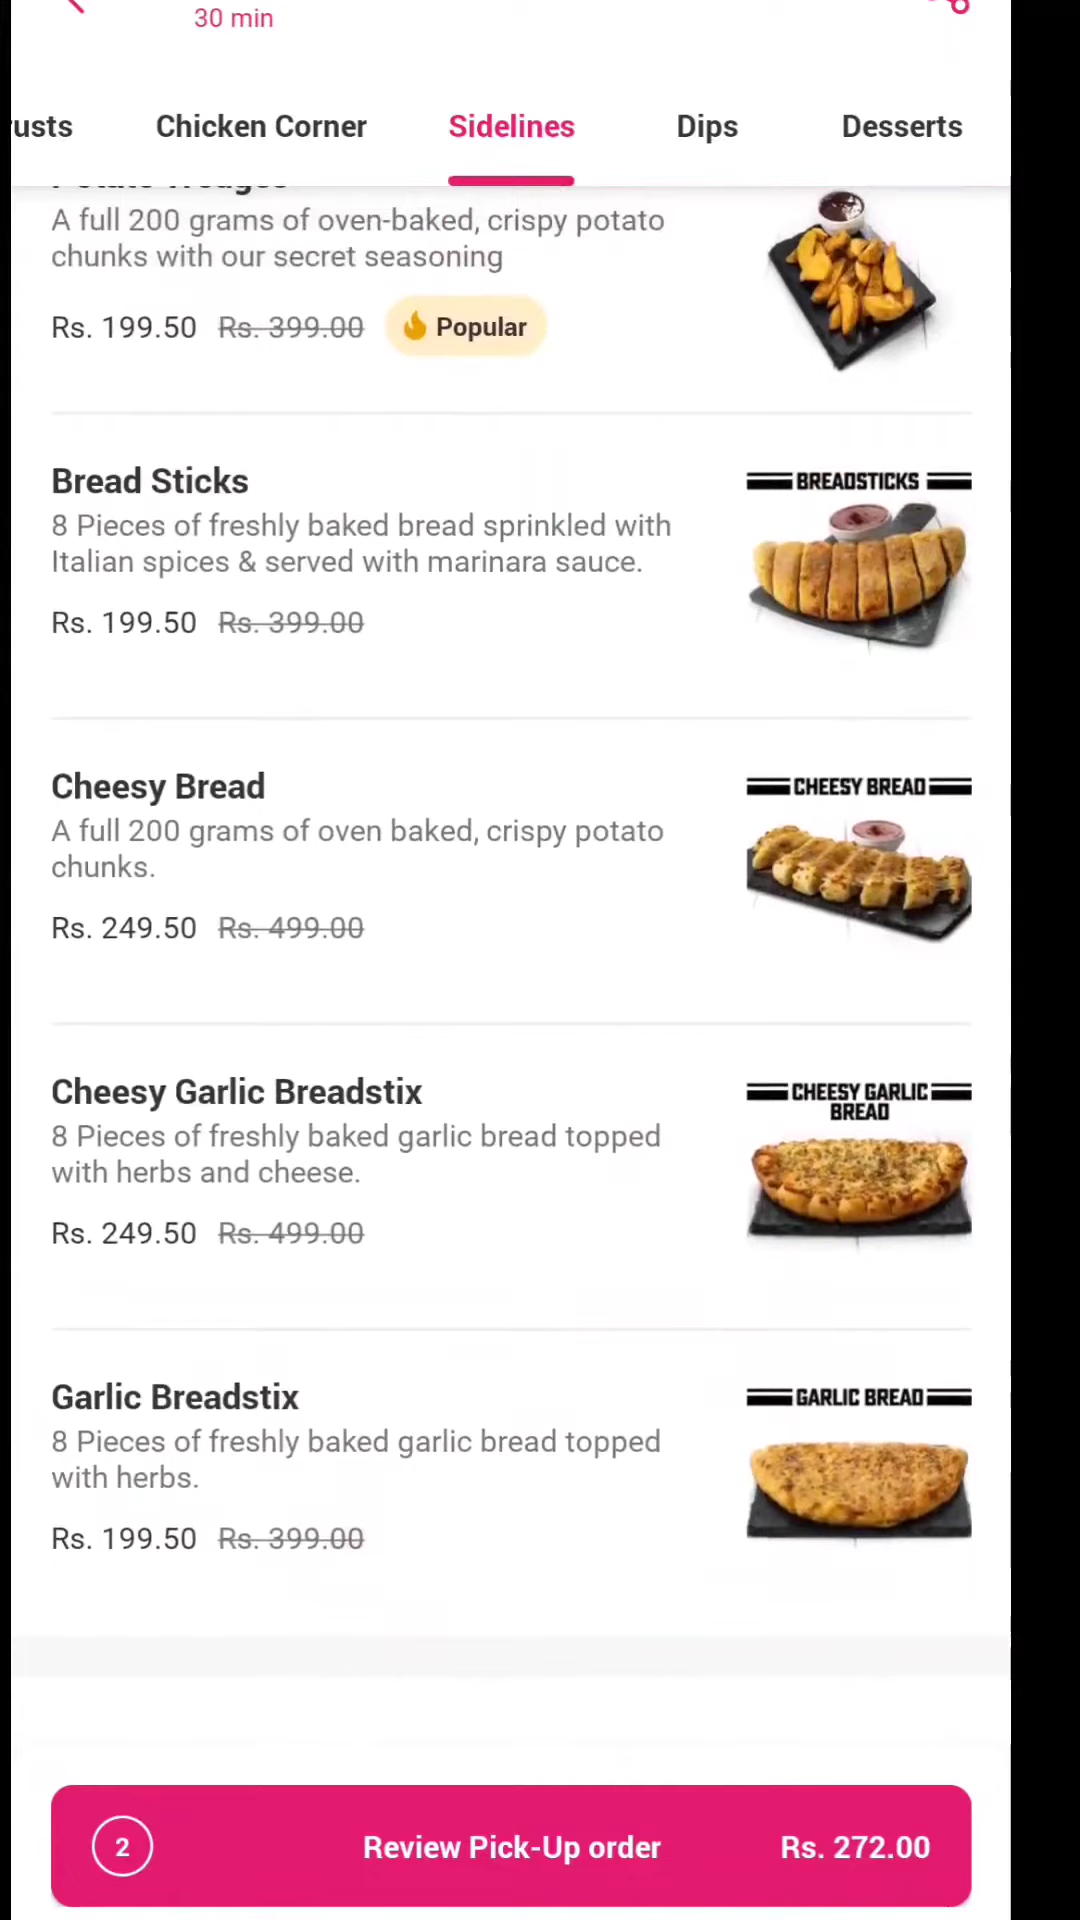 30 min
rusts Chicken Corner Sidelines Dips Desserts
A full 200 grams of oven-baked, crispy potato
chunks with our secret seasoning
Rs. 199.50 Rs. 399.00 Popular
Bread Sticks
8 Pieces of freshly baked bread sprinkled with
Italian spices & served with marinara sauce.
Rs. 199.50 Rs. 399.00
BREADSTICKS
Cheesy Bread
A full 200 grams of oven baked, crispy potato
chunks.
Rs. 249.50 Rs. 499.00
CHEESY BREAD
Cheesy Garlic Breadstix
8 Pieces of freshly baked garlic bread topped
with herbs and cheese.
Rs. 249.50 Rs. 499.00
CHEESY GARLIC
BREAD
Garlic Breadstix
8 Pieces of freshly baked garlic bread topped
with herbs.
Rs. 199.50 Rs. 399.00
GARLIC BREAD
2 Review Pick-Up order Rs. 272.00